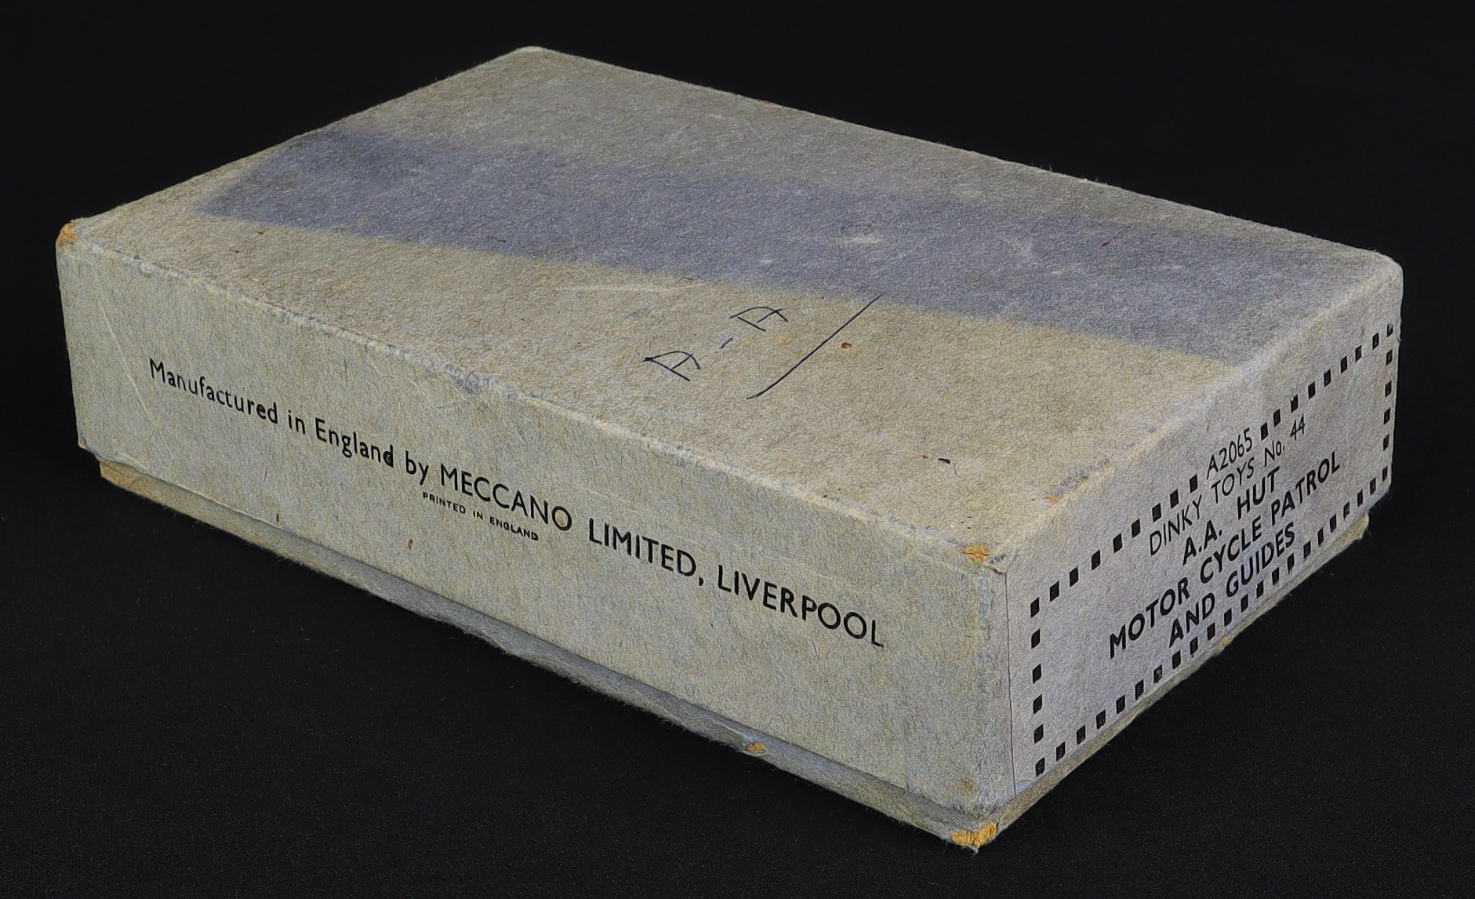 A-A
Manufactured in England by MECCANO LIMITED, LIVERPOOL
PRINTED IN ENGLAND
A2065
DINKY TOYS No. 44
A.A. HUT
MOTOR CYCLE PATROL
AND GUIDES